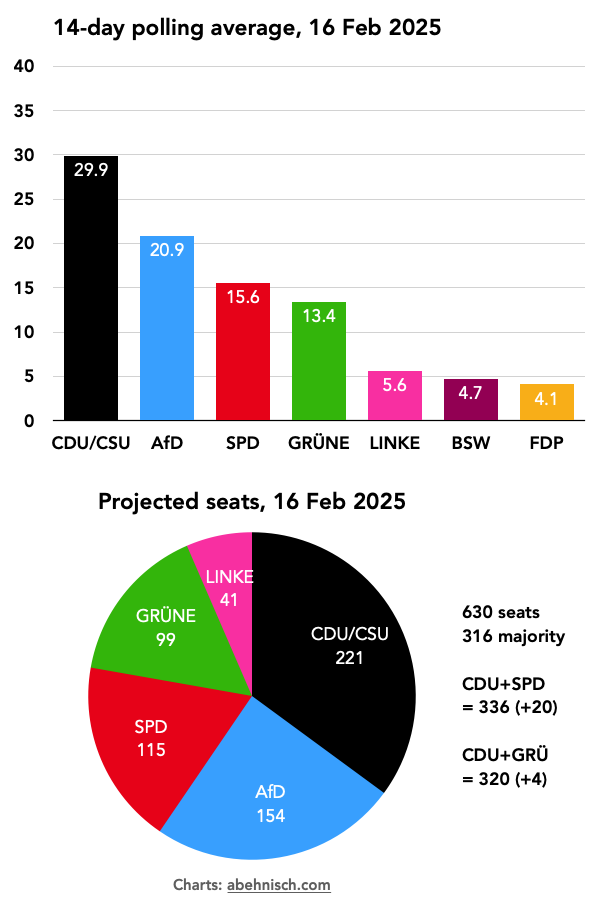 14-day polling average, 16 Feb 2025
40
35
30
25
20
15
10
5
0
29.9
20.9
15.6
13.4
5.6
4.7
4.1
CDU/CSU AfD SPD GRÜNE LINKE BSW FDP
Projected seats, 16 Feb 2025
LINKE
41
GRÜNE
99
CDU/CSU
221
SPD
115
AfD
154
630 seats
316 majority
CDU+SPD
= 336 (+20)
CDU+GRÜ
= 320 (+4)
Charts: abehnisch.com